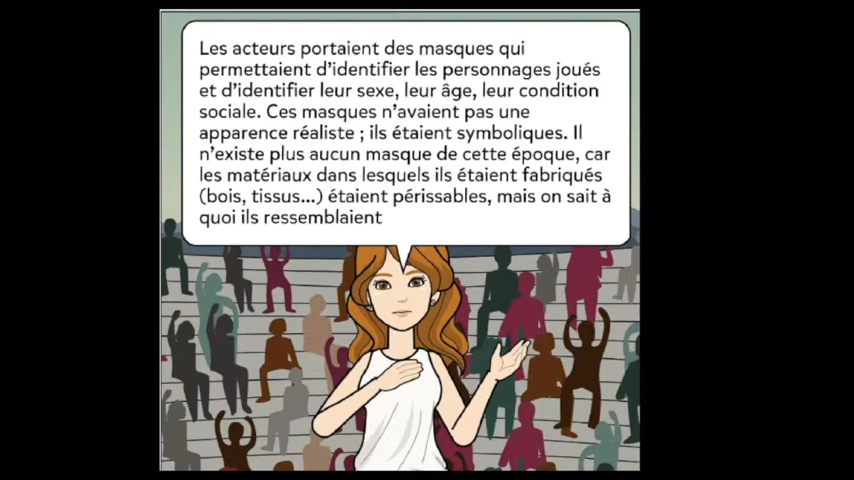 Les acteurs portaient des masques qui
permettaient d'identifier les personnages joués
et d'identifier leur sexe, leur âge, leur condition
sociale. Ces masques n'avaient pas une
apparence réaliste ; ils étaient symboliques. Il
n'existe plus aucun masque de cette époque, car
les matériaux dans lesquels ils étaient fabriqués
(bois, tissus...) étaient périssables, mais on sait à
quoi ils ressemblaient